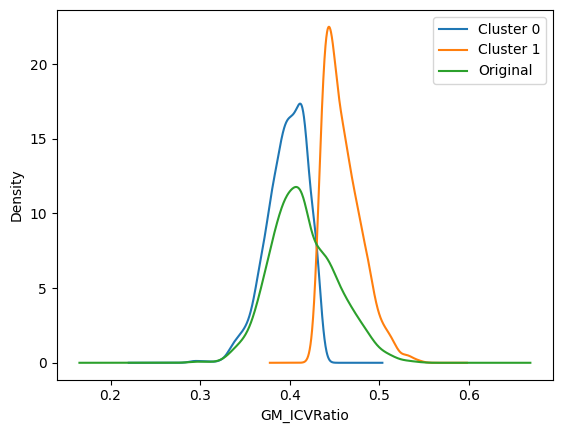 Cluster 0
Cluster 1
Original
Density
20
15
10
5
0
0.2 0.3 0.4 0.5 0.6
GM_ICVRatio